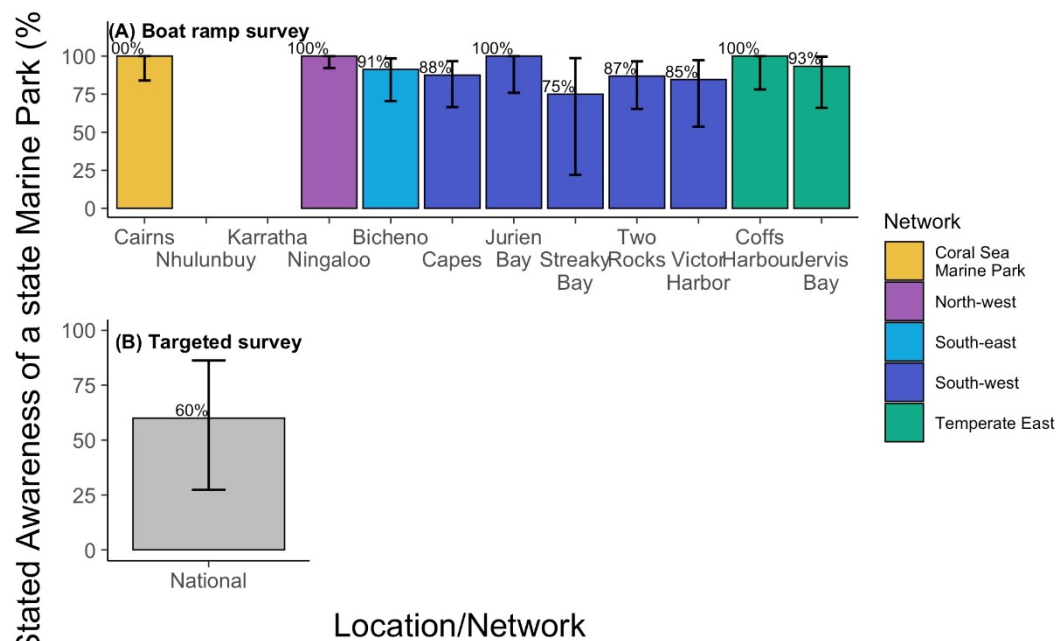 Stated Awareness of a state Marine Park (%
(A) Boat ramp survey
100
75
50
25
0
00%
100%
91%
88%
100%
75%
87%
85%
100%
93%
Cairns
Nhulunbuy
Karratha
Ningaloo
Bicheno
Capes
Jurien
Bay
Streaky
Bay
Two
Rocks
Victor
Harbor
Coffs
Harbour
Jervis
Bay
Network
Coral Sea
Marine Park
North-west
South-east
South-west
Temperate East
(B) Targeted survey
100
75
50
25
0
60%
National
Location/Network